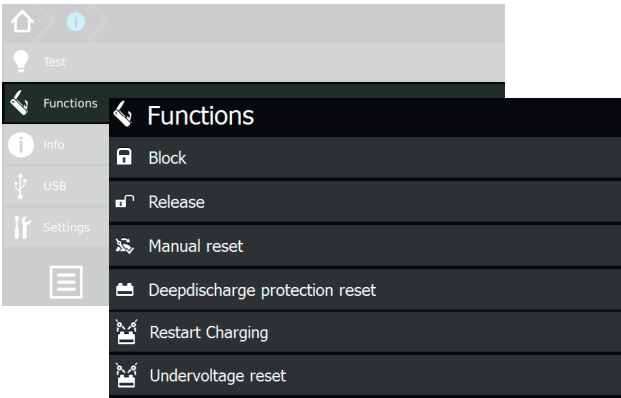 Test
Functions
Info
USB
Settings
Functions
Block
Release
Manual reset
Deepdischarge protection reset
Restart Charging
Undervoltage reset